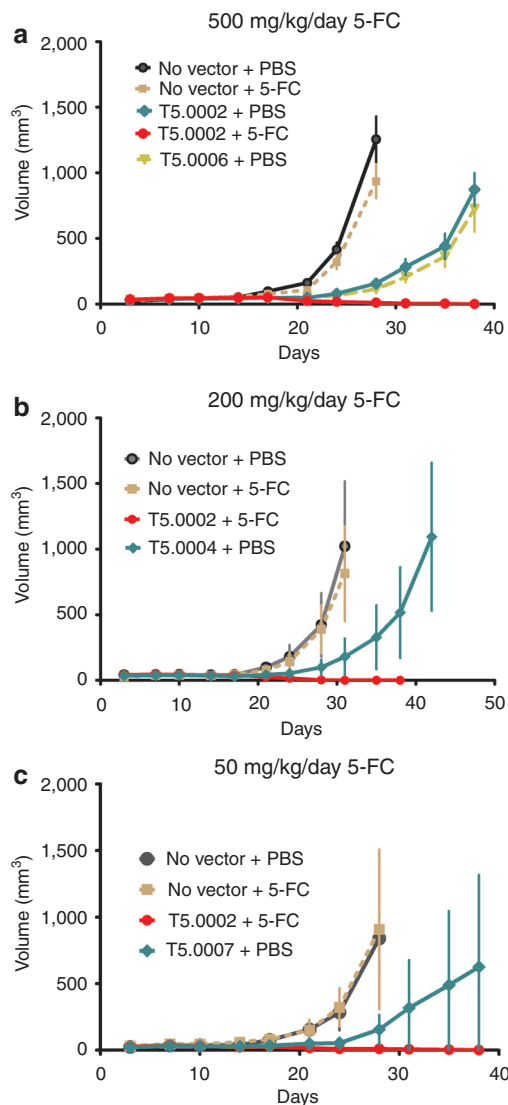 a
500 mg/kg/day 5-FC
2,000
1,500
1,000
500
0
Volume (mm³)
No vector + PBS
No vector + 5-FC
T5.0002 + PBS
T5.0002 + 5-FC
T5.0006 + PBS
0 10 20 30 40
Days
b
200 mg/kg/day 5-FC
2,000
1,500
1,000
500
0
Volume (mm³)
No vector + PBS
No vector + 5-FC
T5.0002 + 5-FC
T5.0004 + PBS
0 10 20 30 40 50
Days
c
50 mg/kg/day 5-FC
2,000
1,500
1,000
500
0
Volume (mm³)
No vector + PBS
No vector + 5-FC
T5.0002 + 5-FC
T5.0007 + PBS
0 10 20 30 40
Days